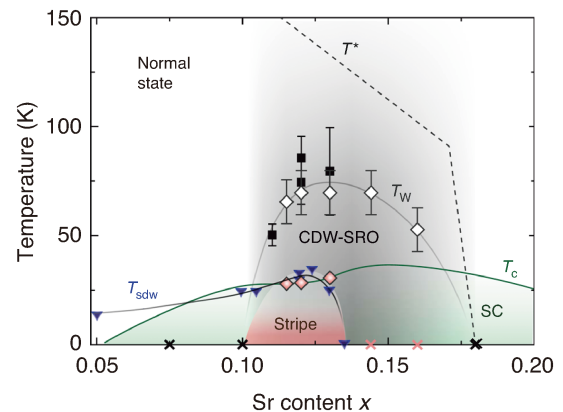 150
100
50
0
Temperature (K)
Normal
state
T*
T_W
CDW-SRO
T_sdw
T_c
SC
Stripe
0.05 0.10 0.15 0.20
Sr content x